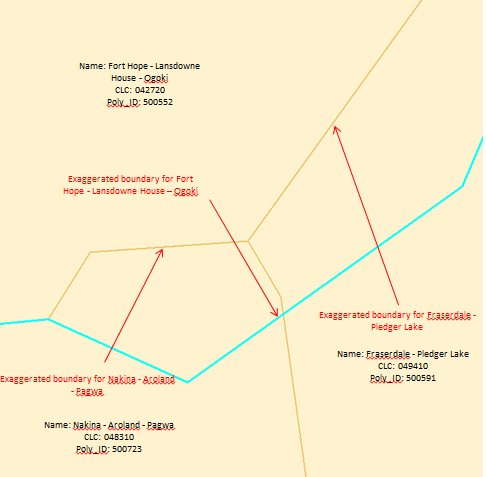 Name: Fort Hope - Lansdowne
House - Ogoki
CLC: 042720
Poly_ID: 500552
Exaggerated boundary for Fort
Hope - Lansdowne House – Ogoki
Exaggerated boundary for Fraserdale -
Pledger Lake
Name: Fraserdale - Pledger Lake
CLC: 049410
Poly_ID: 500591
Exaggerated boundary for Nakina - Aroland
- Pagwa
Name: Nakina - Aroland - Pagwa
CLC: 048310
Poly_ID: 500723